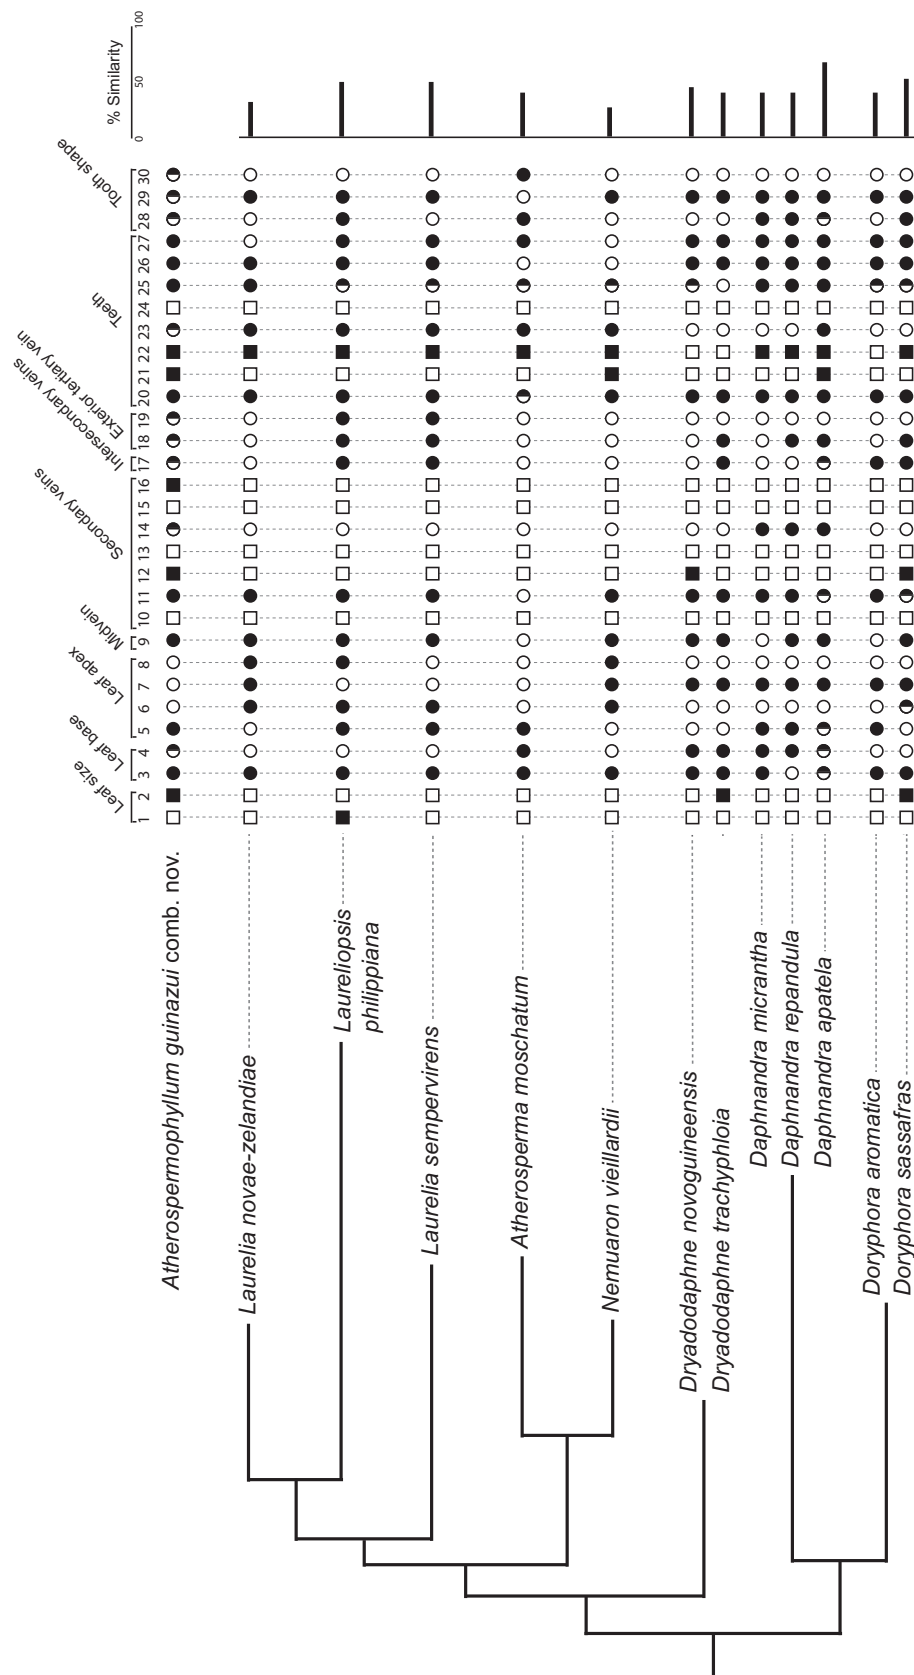 Leaf size
Leaf base
Leaf apex
Midvein
Secondary veins
Intersecondary veins
Exterior tertiary vein
Teeth
Tooth shape
% Similarity
1 2 3 4 5 6 7 8 9 10 11 12 13 14 15 16 17 18 19 20 21 22 23 24 25 26 27 28 29 30
0 50 100
Atherospermophyllum guinazui comb. nov.
Laurelia novae-zelandiae
Laureliopsis
philippiana
Laurelia sempervirens
Atherosperma moschatum
Nemuaron vieillardii
Dryadodaphne novoguineensis
Dryadodaphne trachyphloia
Daphnandra micrantha
Daphnandra repandula
Daphnandra apatela
Doryphora aromatica
Doryphora sassafras